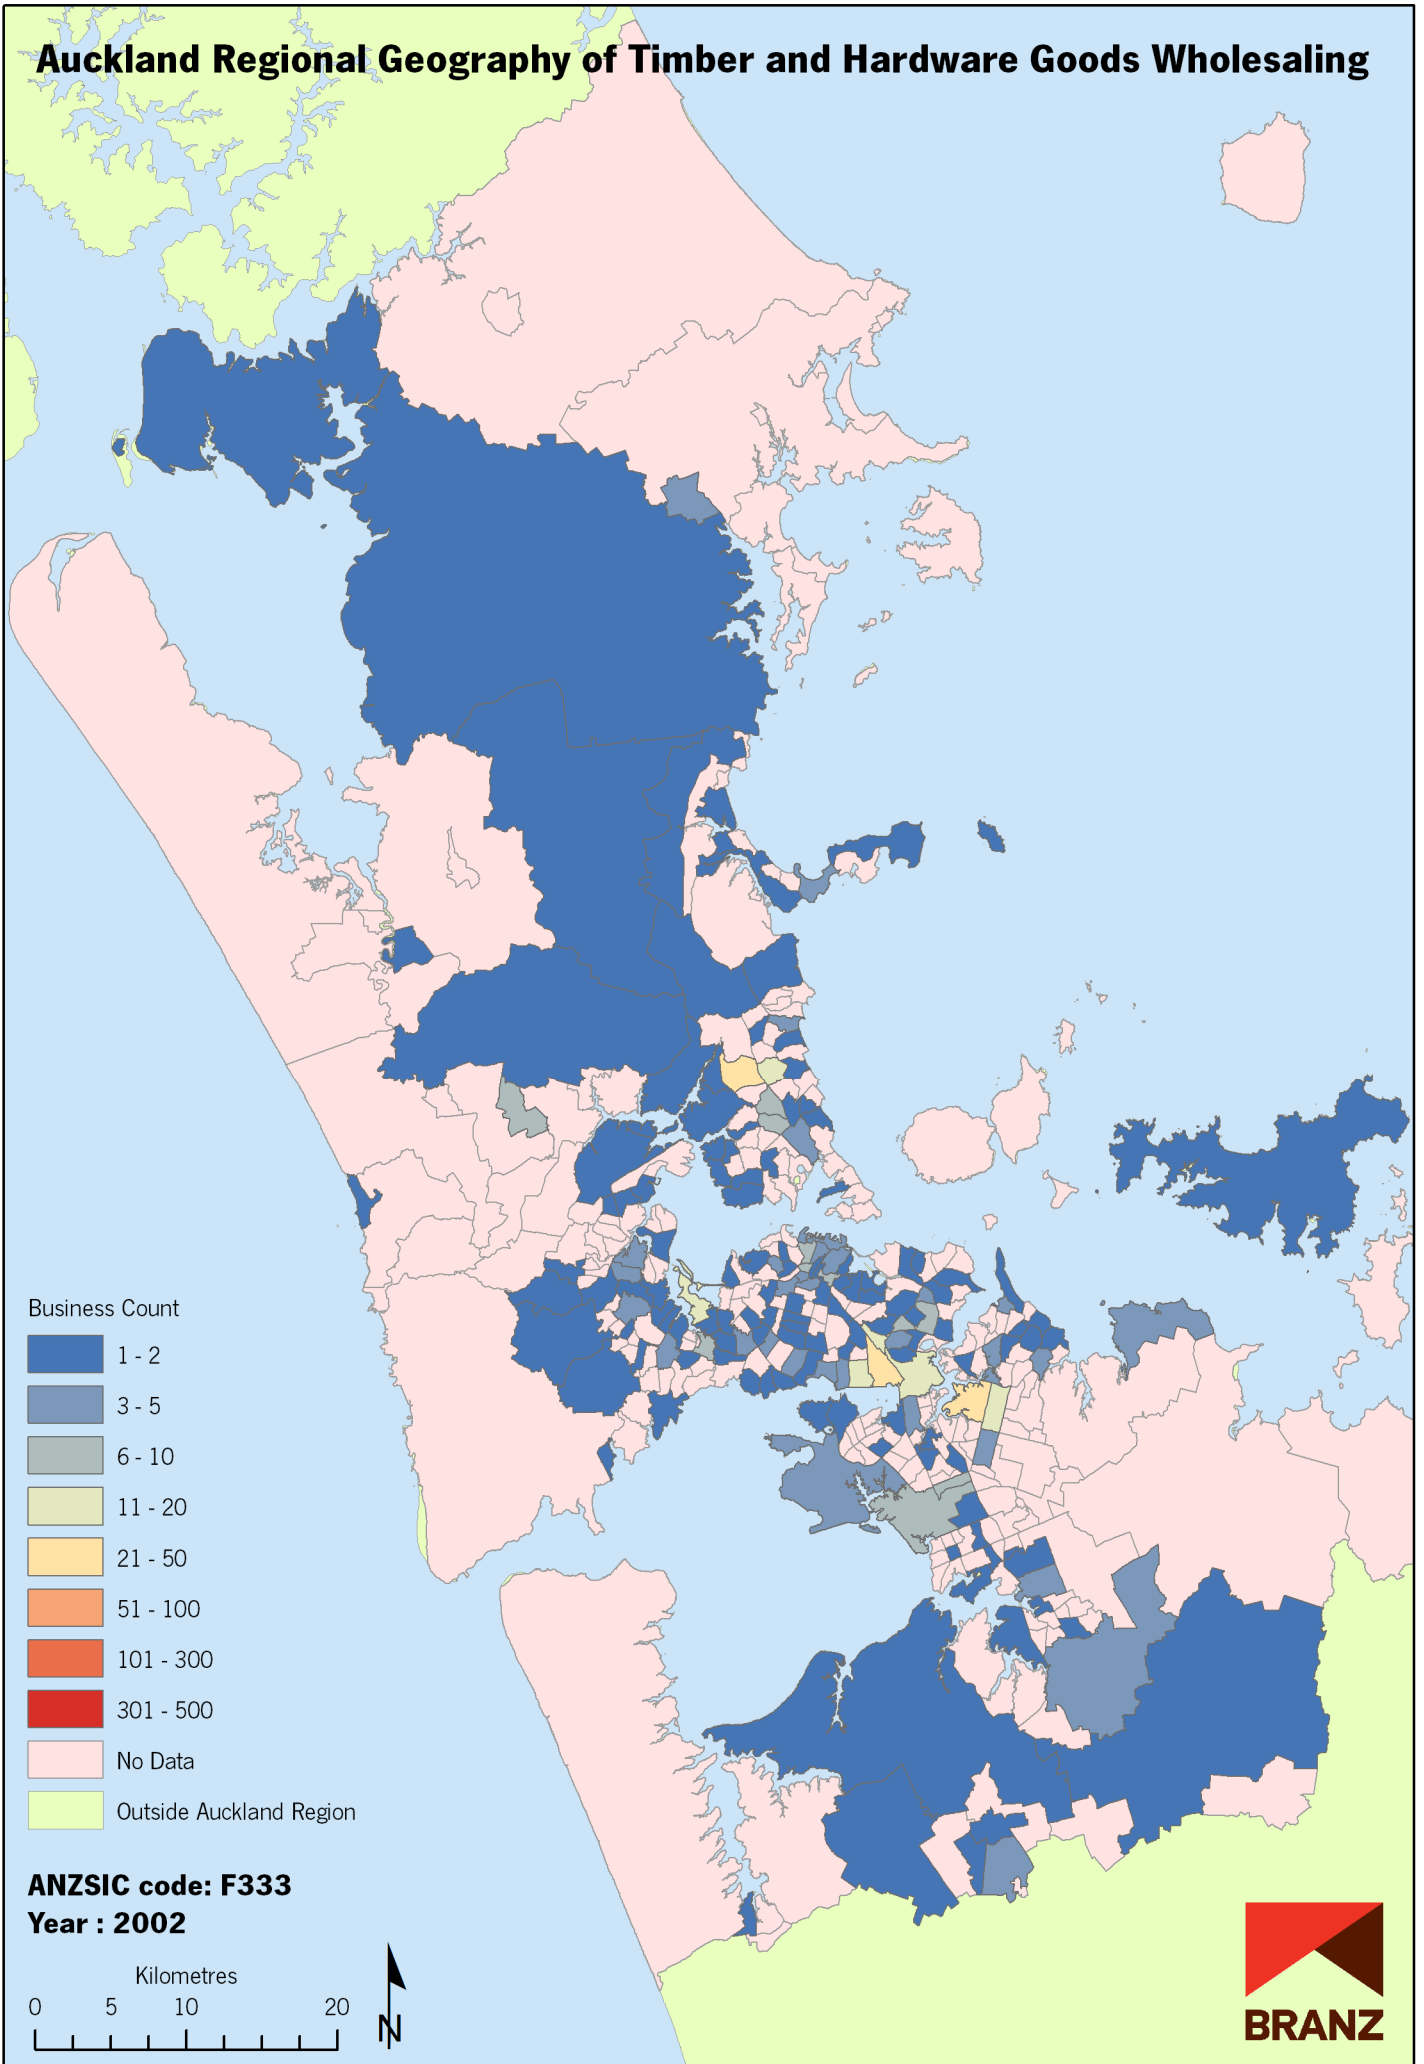 Auckland Regional Geography of Timber and Hardware Goods Wholesaling
Business Count
1 - 2
3 - 5
6 - 10
11 - 20
21 - 50
51 - 100
101 - 300
301 - 500
No Data
Outside Auckland Region
ANZSIC code: F333
Year : 2002
Kilometres
0 5 10 20
N
BRANZ